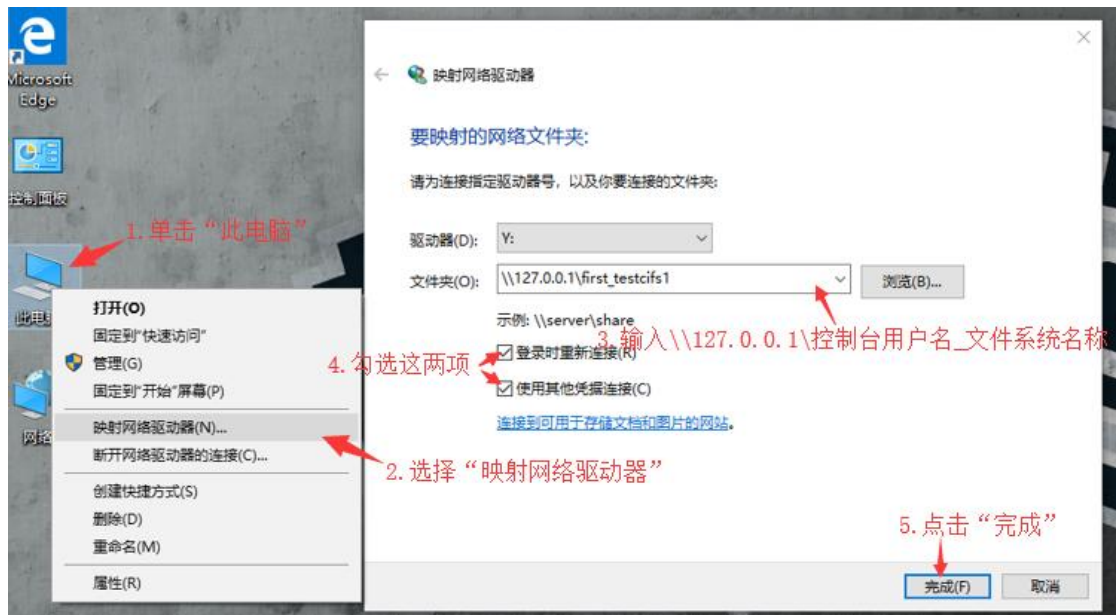 Microsoft
Edge
控制面板
1.单击“此电脑”
此电脑
网络
打开(O)
固定到"快速访问"
管理(G)
固定到"开始"屏幕(P)
映射网络驱动器(N)...
断开网络驱动器的连接(C)...
创建快捷方式(S)
删除(D)
重命名(M)
属性(R)
2.选择“映射网络驱动器”
映射网络驱动器
要映射的网络文件夹:
请为连接指定驱动器号，以及你要连接的文件夹:
驱动器(D): Y:
文件夹(O): \\127.0.0.1\first_testcifs1 浏览(B)...
示例: \\server\share
3.输入\\127.0.0.1\控制台用户名_文件系统名称
登录时重新连接(R)
4.勾选这两项
使用其他凭据连接(C)
连接到可用于存储文档和图片的网站。
5.点击“完成”
完成(F) 取消